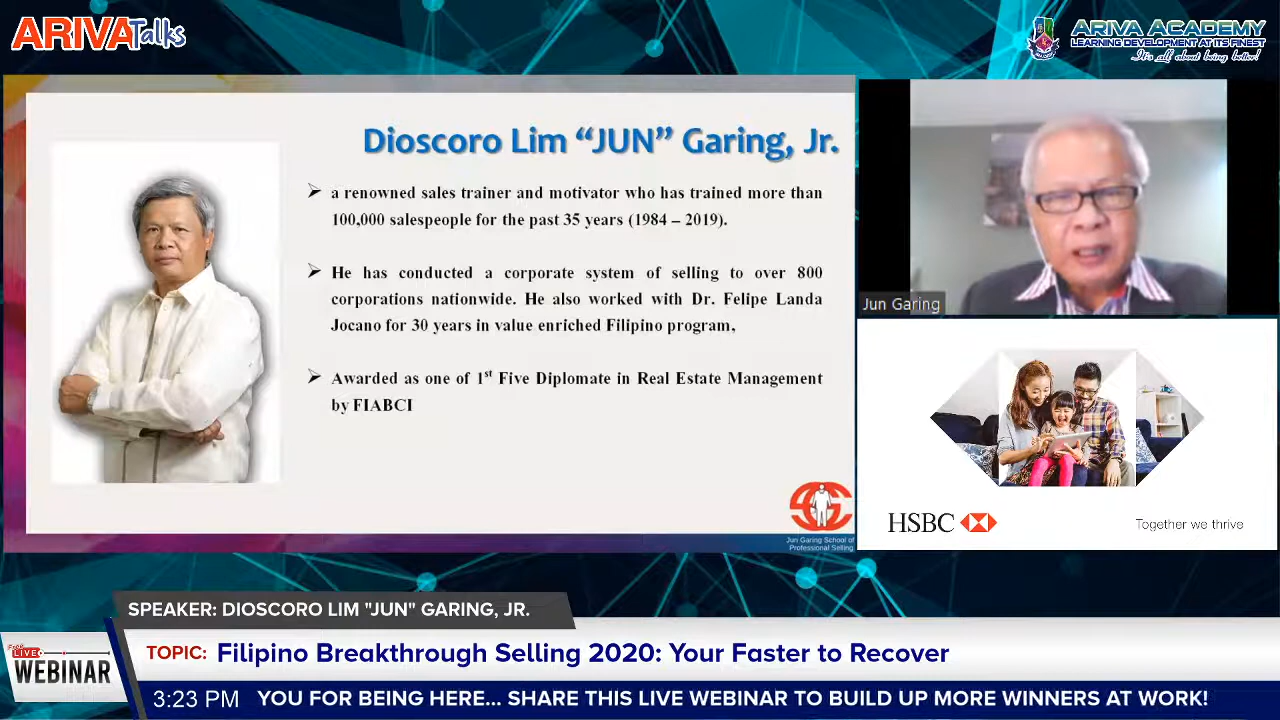 ARIVATalks
ARIVA ACADEMY
LEARNING DEVELOPMENT AT ITS FINEST
It's all about being better!
Dioscoro Lim “JUN” Garing, Jr.
a renowned sales trainer and motivator who has trained more than
100,000 salespeople for the past 35 years (1984 – 2019).
He has conducted a corporate system of selling to over 800
corporations nationwide. He also worked with Dr. Felipe Landa
Jocano for 30 years in value enriched Filipino program,
Awarded as one of 1st Five Diplomate in Real Estate Management
by FIABCI
Jun Garing School of
Professional Selling
Jun Garing
HSBC
Together we thrive
SPEAKER: DIOSCORO LIM "JUN" GARING, JR.
Free LIVE
WEBINAR
TOPIC: Filipino Breakthrough Selling 2020: Your Faster to Recover
3:23 PM YOU FOR BEING HERE... SHARE THIS LIVE WEBINAR TO BUILD UP MORE WINNERS AT WORK!